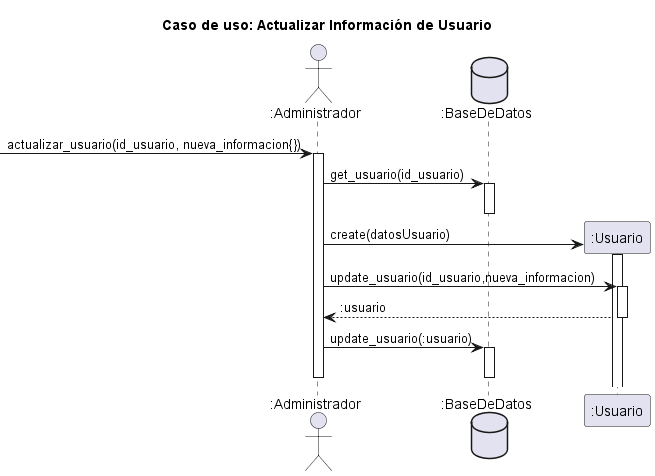 Caso de uso: Actualizar Información de Usuario
:Administrador
:BaseDeDatos
actualizar_usuario(id_usuario, nueva_informacion{})
get_usuario(id_usuario)
create(datosUsuario)
:Usuario
update_usuario(id_usuario,nueva_informacion)
:usuario
update_usuario(:usuario)
:Administrador
:BaseDeDatos
:Usuario